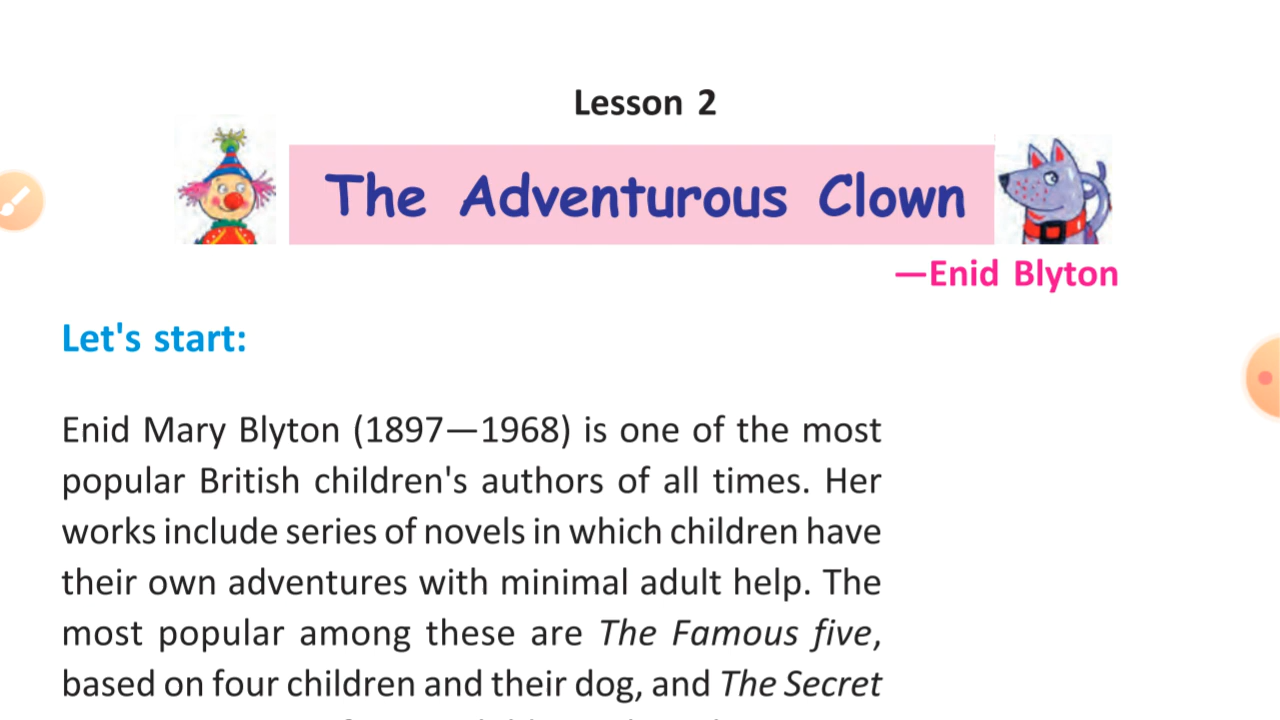 Lesson 2
The Adventurous Clown
—Enid Blyton
Let's start:
Enid Mary Blyton (1897—1968) is one of the most
popular British children's authors of all times. Her
works include series of novels in which children have
their own adventures with minimal adult help. The
most popular among these are The Famous five,
based on four children and their dog, and The Secret